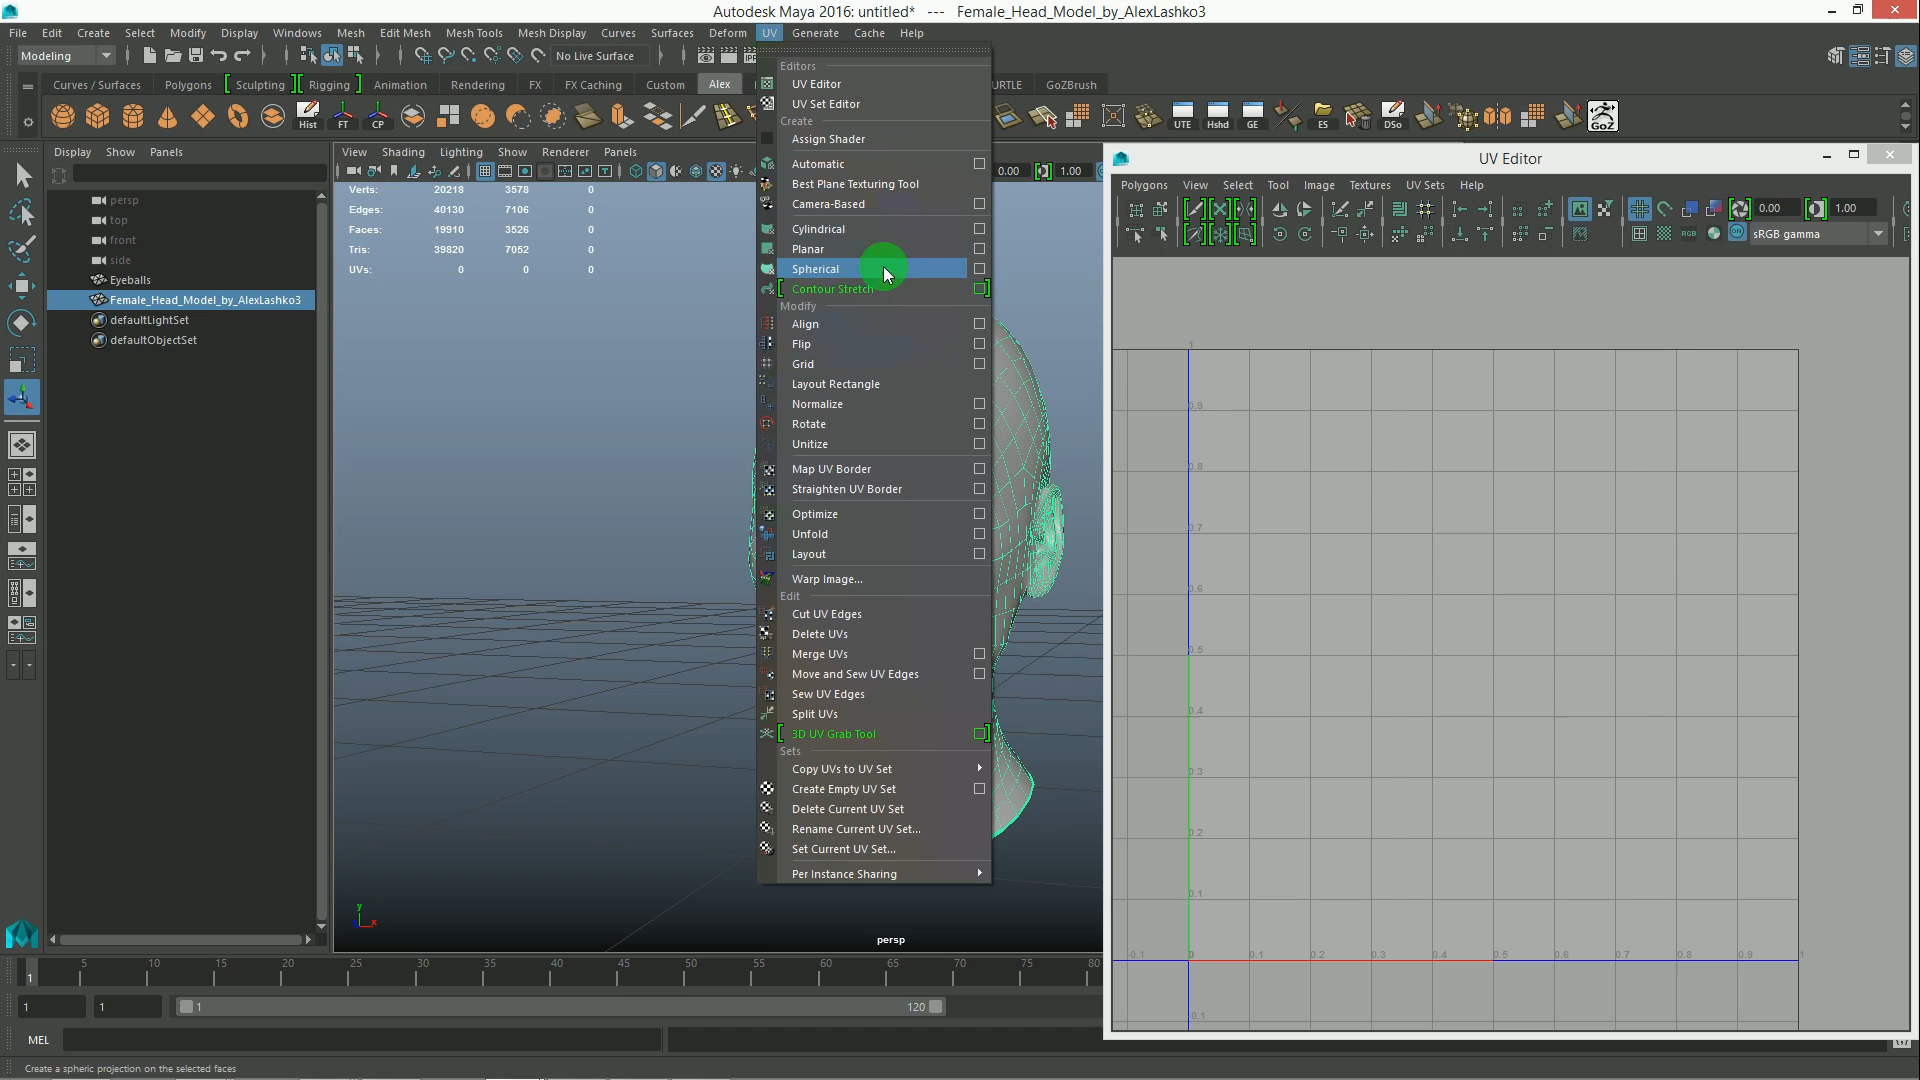 Autodesk Maya 2016: untitled* --- Female_Head_Model_by_AlexLashko3
File Edit Create Select Modify Display Windows Mesh Edit Mesh Mesh Tools Mesh Display Curves Surfaces Deform UV Generate Cache Help
Modeling No Live Surface
Curves / Surfaces Polygons Sculpting Rigging Animation Rendering FX FX Caching Custom Alex URTLE GoZBrush
Hist FT CP UTE Hshd GE ES DSo GoZ
Display Show Panels
View Shading Lighting Show Renderer Panels
0.00 1.00
persp
top
front
side
Eyeballs
Female_Head_Model_by_AlexLashko3
defaultLightSet
defaultObjectSet
Verts: 20218 3578 0
Edges: 40130 7106 0
Faces: 19910 3526 0
Tris: 39820 7052 0
UVs: 0 0 0
Editors
UV Editor
UV Set Editor
Create
Assign Shader
Automatic
Best Plane Texturing Tool
Camera-Based
Cylindrical
Planar
Spherical
Contour Stretch
Modify
Align
Flip
Grid
Layout Rectangle
Normalize
Rotate
Unitize
Map UV Border
Straighten UV Border
Optimize
Unfold
Layout
Warp Image...
Edit
Cut UV Edges
Delete UVs
Merge UVs
Move and Sew UV Edges
Sew UV Edges
Split UVs
3D UV Grab Tool
Sets
Copy UVs to UV Set
Create Empty UV Set
Delete Current UV Set
Rename Current UV Set...
Set Current UV Set...
Per Instance Sharing
y
x
persp
UV Editor
Polygons View Select Tool Image Textures UV Sets Help
0.00 1.00
RGB ON sRGB gamma
1
0.9
0.8
0.7
0.6
0.5
0.4
0.3
0.2
0.1
-0.1 0 0.1 0.2 0.3 0.4 0.5 0.6 0.7 0.8 0.9 1
-0.1
1 5 10 15 20 25 30 35 40 45 50 55 60 65 70 75 80
1 1 1 120
MEL
Create a spheric projection on the selected faces